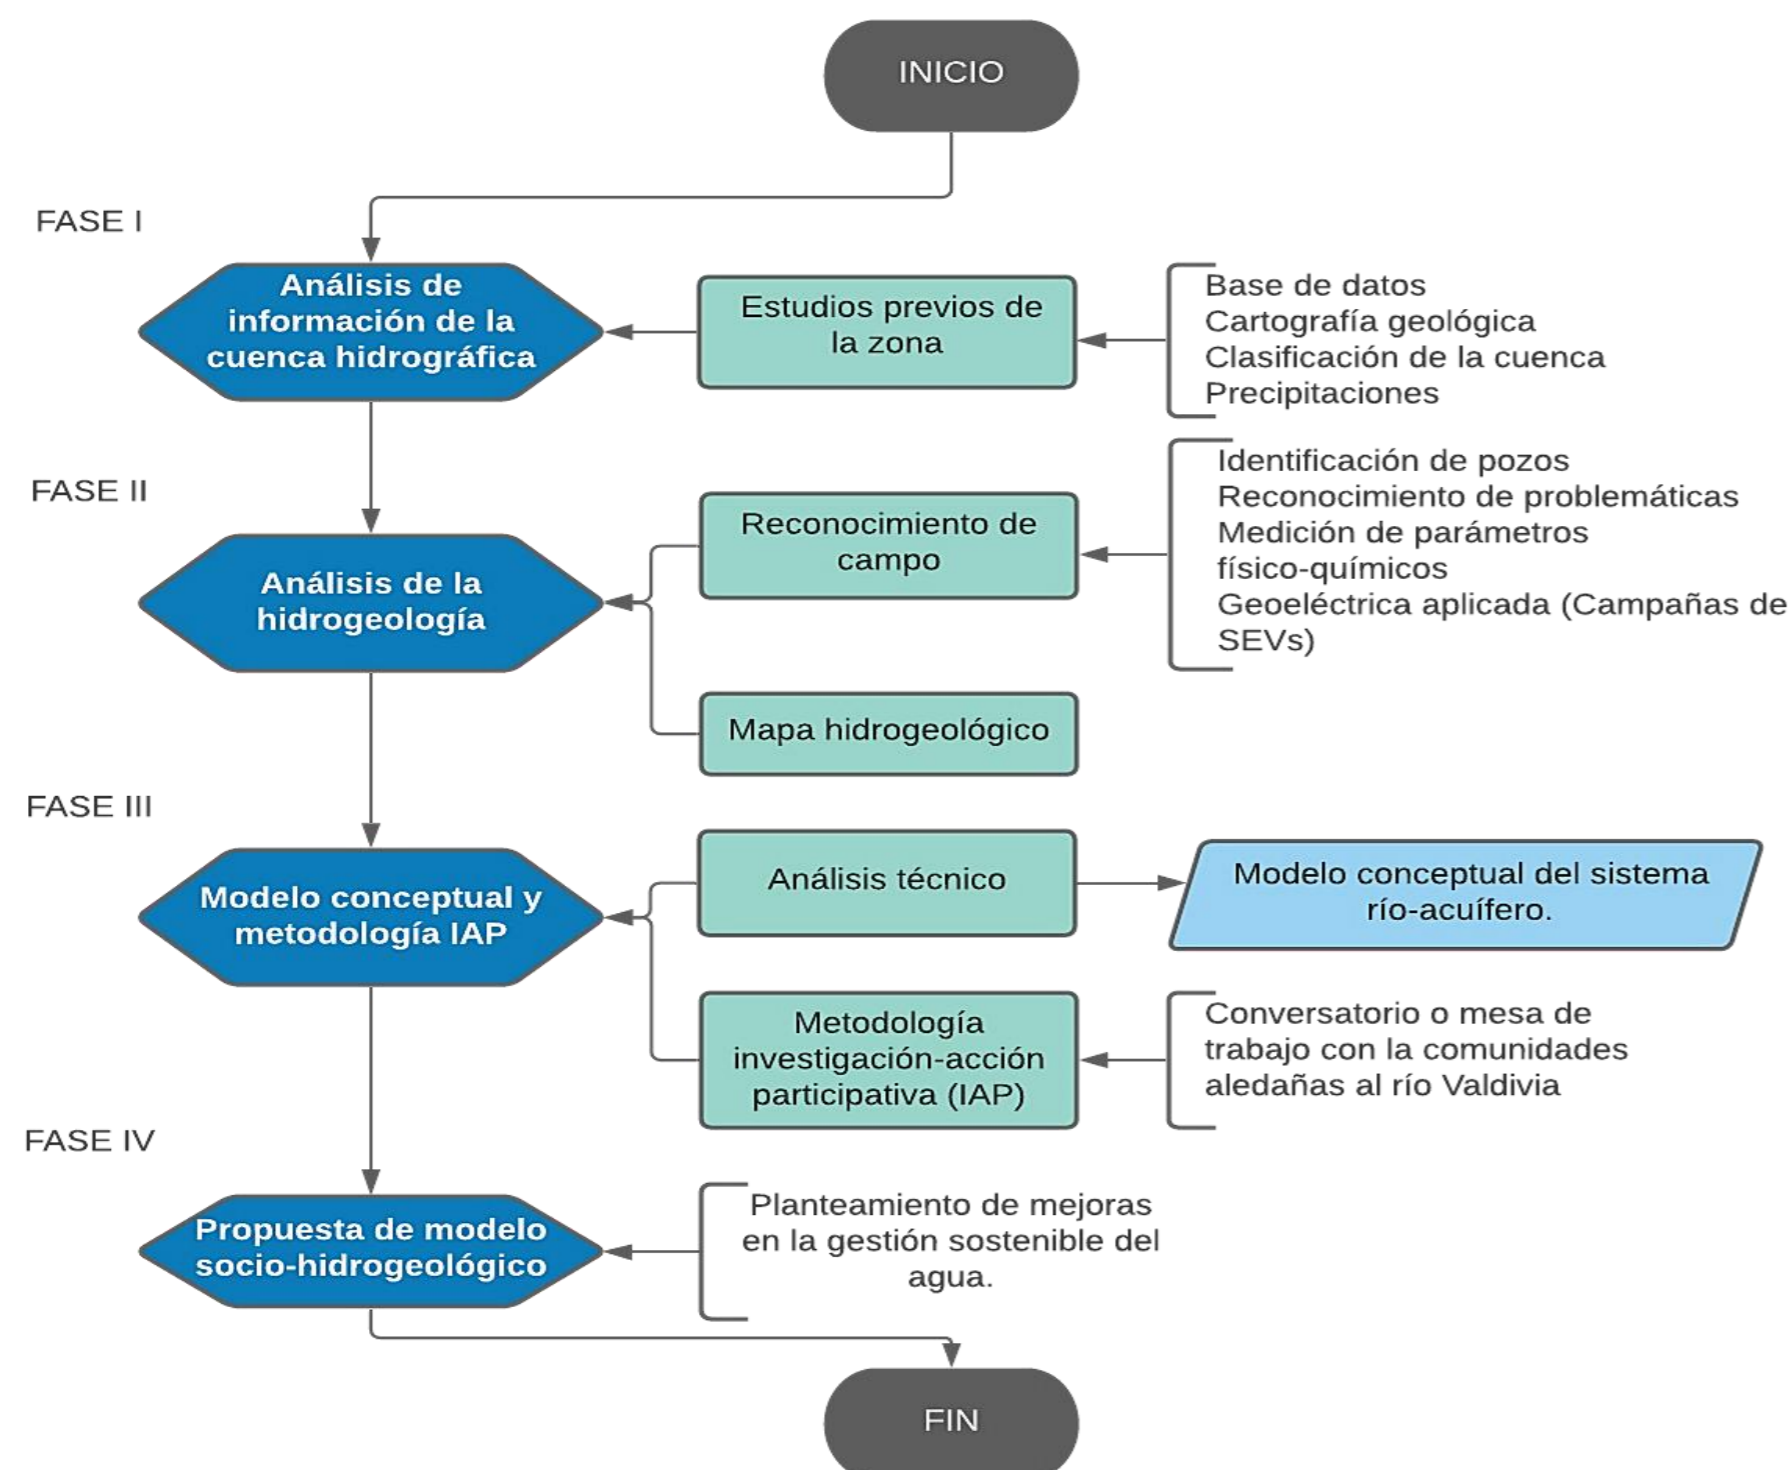 INICIO
FASE I
Análisis de
información de la
cuenca hidrográfica
Estudios previos de
la zona
Base de datos
Cartografía geológica
Clasificación de la cuenca
Precipitaciones
FASE II
Análisis de la
hidrogeología
Reconocimiento de
campo
Identificación de pozos
Reconocimiento de problemáticas
Medición de parámetros
físico-químicos
Geoeléctrica aplicada (Campañas de
SEVs)
Mapa hidrogeológico
FASE III
Modelo conceptual y
metodología IAP
Análisis técnico
Modelo conceptual del sistema
río-acuífero.
Metodología
investigación-acción
participativa (IAP)
Conversatorio o mesa de
trabajo con la comunidades
aledañas al río Valdivia
FASE IV
Propuesta de modelo
socio-hidrogeológico
Planteamiento de mejoras
en la gestión sostenible del
agua.
FIN